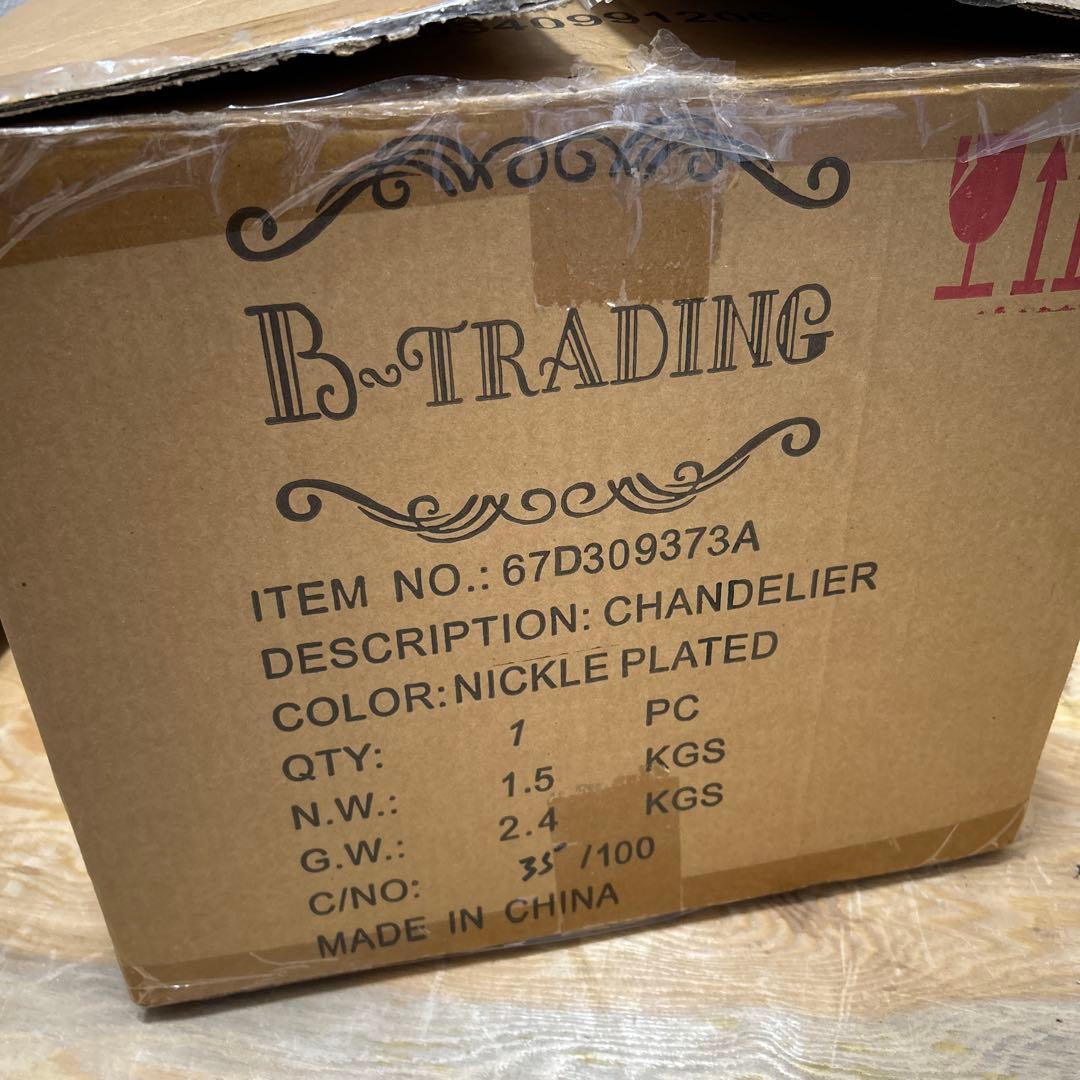 B~TRADING
ITEM NO.: 67D309373A
DESCRIPTION: CHANDELIER
COLOR: NICKLE PLATED
QTY: 1 PC
N.W.: 1.5 KGS
G.W.: 2.4 KGS
C/NO: 35 /100
MADE IN CHINA